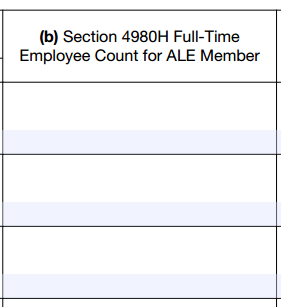 (b) Section 4980H Full-Time
Employee Count for ALE Member